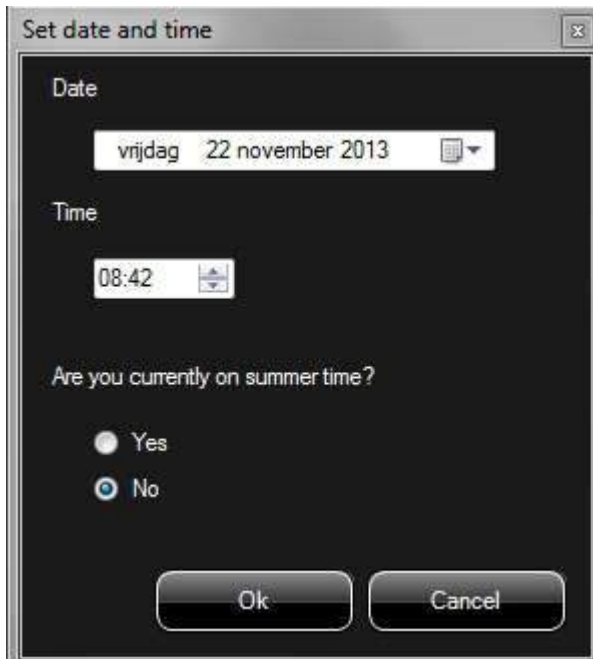 Set date and time
Date
vrijdag 22 november 2013
Time
08:42
Are you currently on summer time?
Yes
No
Ok Cancel